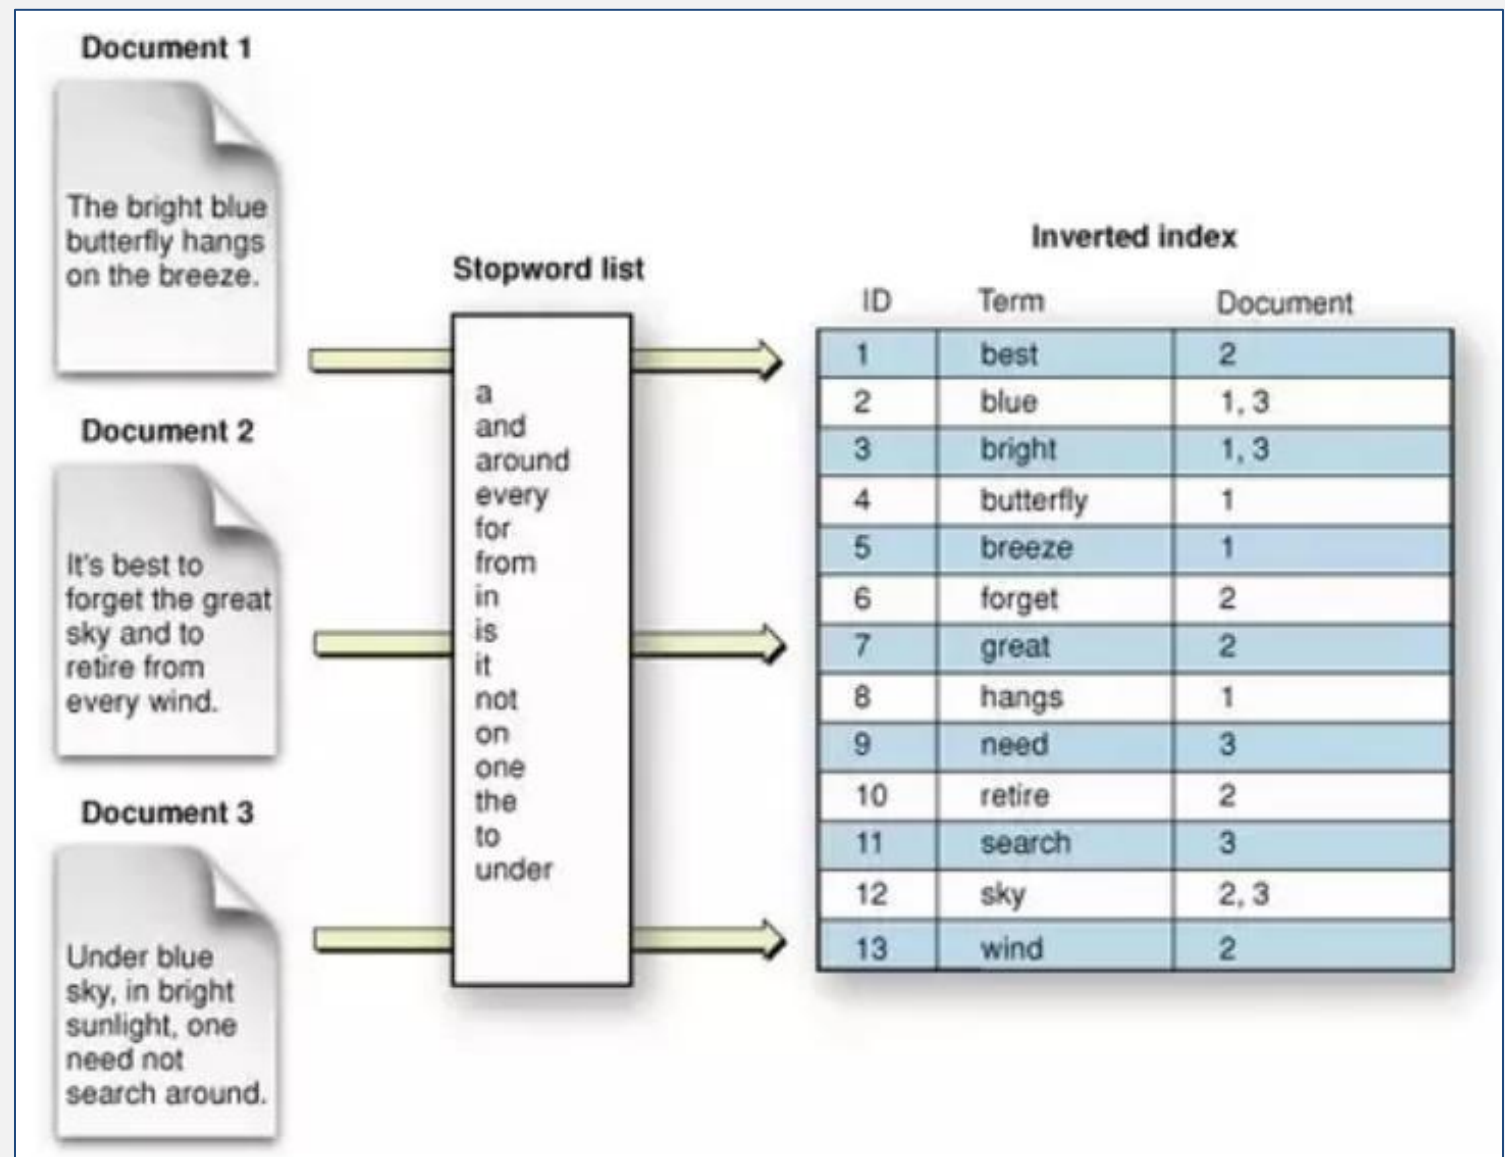 Document 1
The bright blue
butterfly hangs
on the breeze.
Document 2
It's best to
forget the great
sky and to
retire from
every wind.
Document 3
Under blue
sky, in bright
sunlight, one
need not
search around.
Stopword list
a
and
around
every
for
from
in
is
it
not
on
one
the
to
under
Inverted index
ID Term Document
1 best 2
2 blue 1, 3
3 bright 1, 3
4 butterfly 1
5 breeze 1
6 forget 2
7 great 2
8 hangs 1
9 need 3
10 retire 2
11 search 3
12 sky 2, 3
13 wind 2